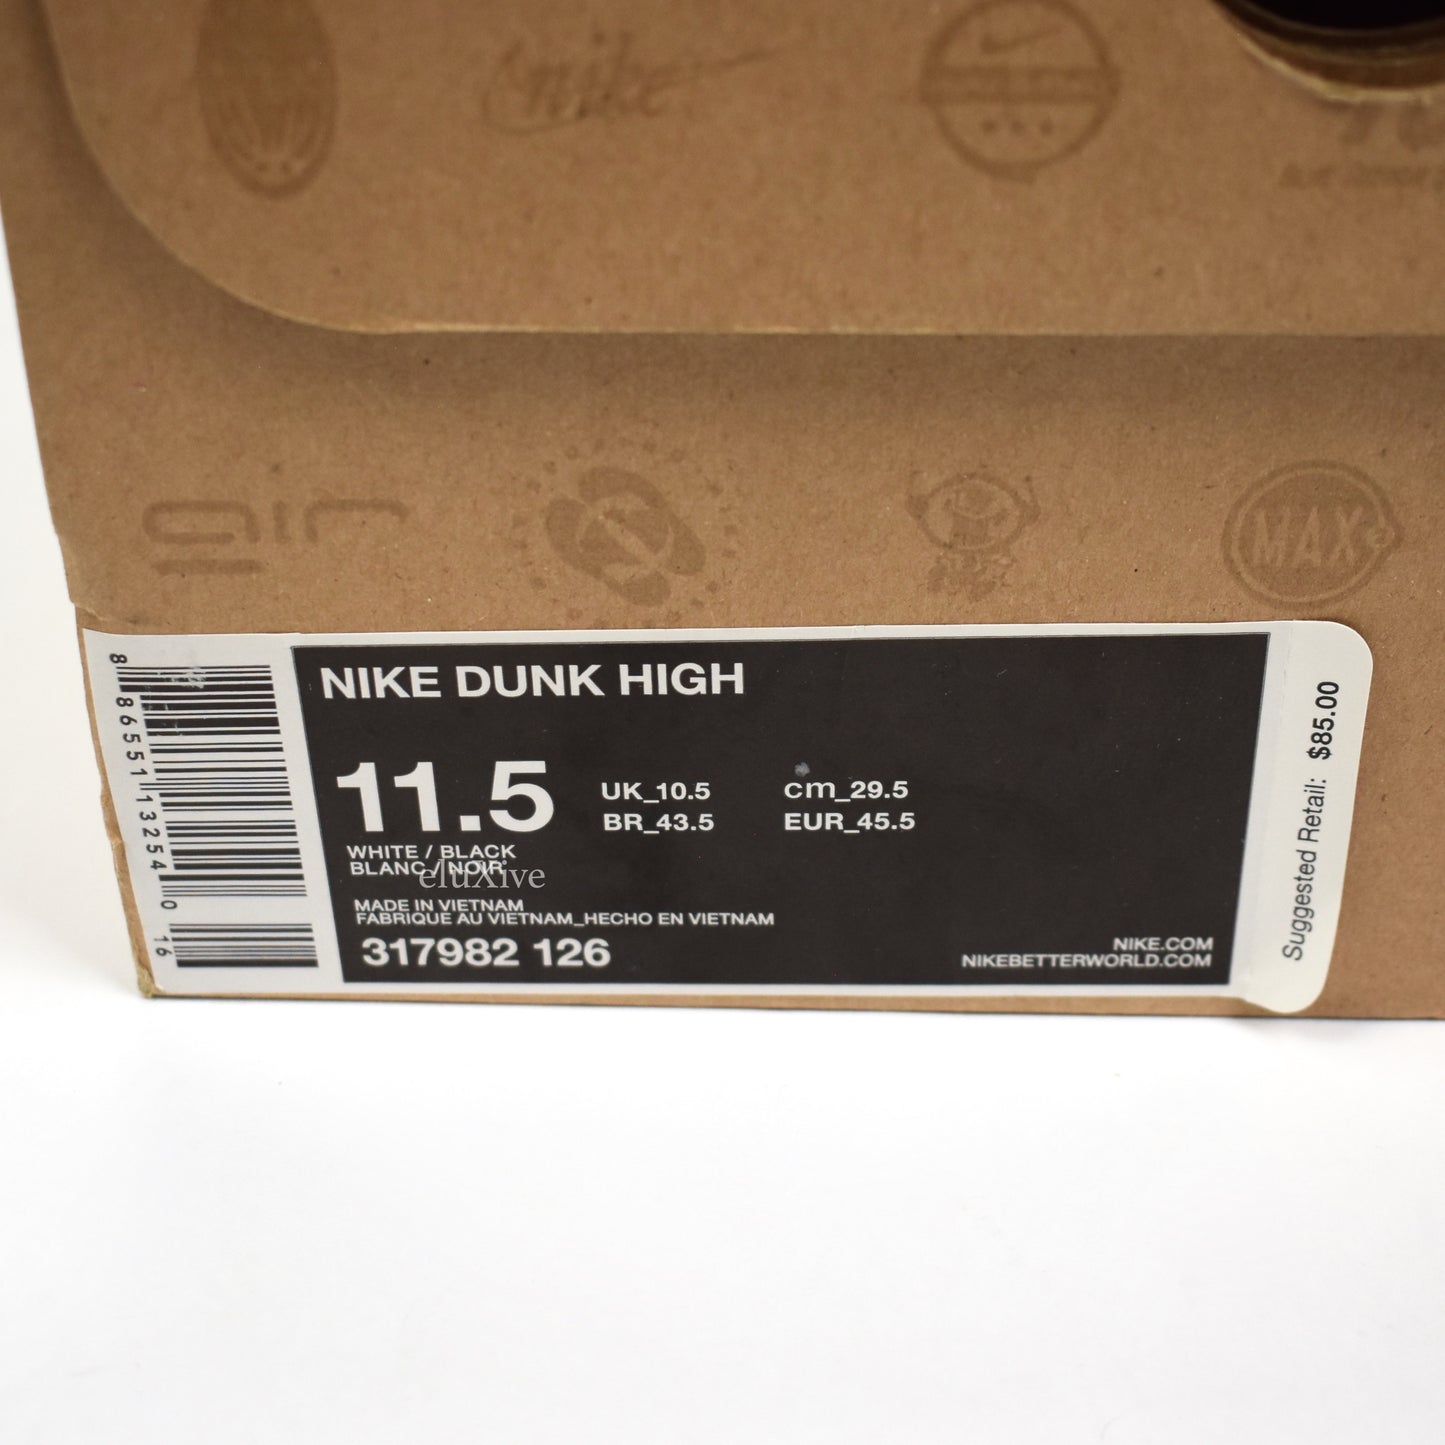 nike
air
MAX
8 86551 13254 0 16
NIKE DUNK HIGH
11.5
UK_10.5 cm_29.5
BR_43.5 EUR_45.5
WHITE / BLACK
BLANC / NOIR
eluXive
MADE IN VIETNAM
FABRIQUE AU VIETNAM_HECHO EN VIETNAM
317982 126
NIKE.COM
NIKEBETTERWORLD.COM
Suggested Retail: $85.00